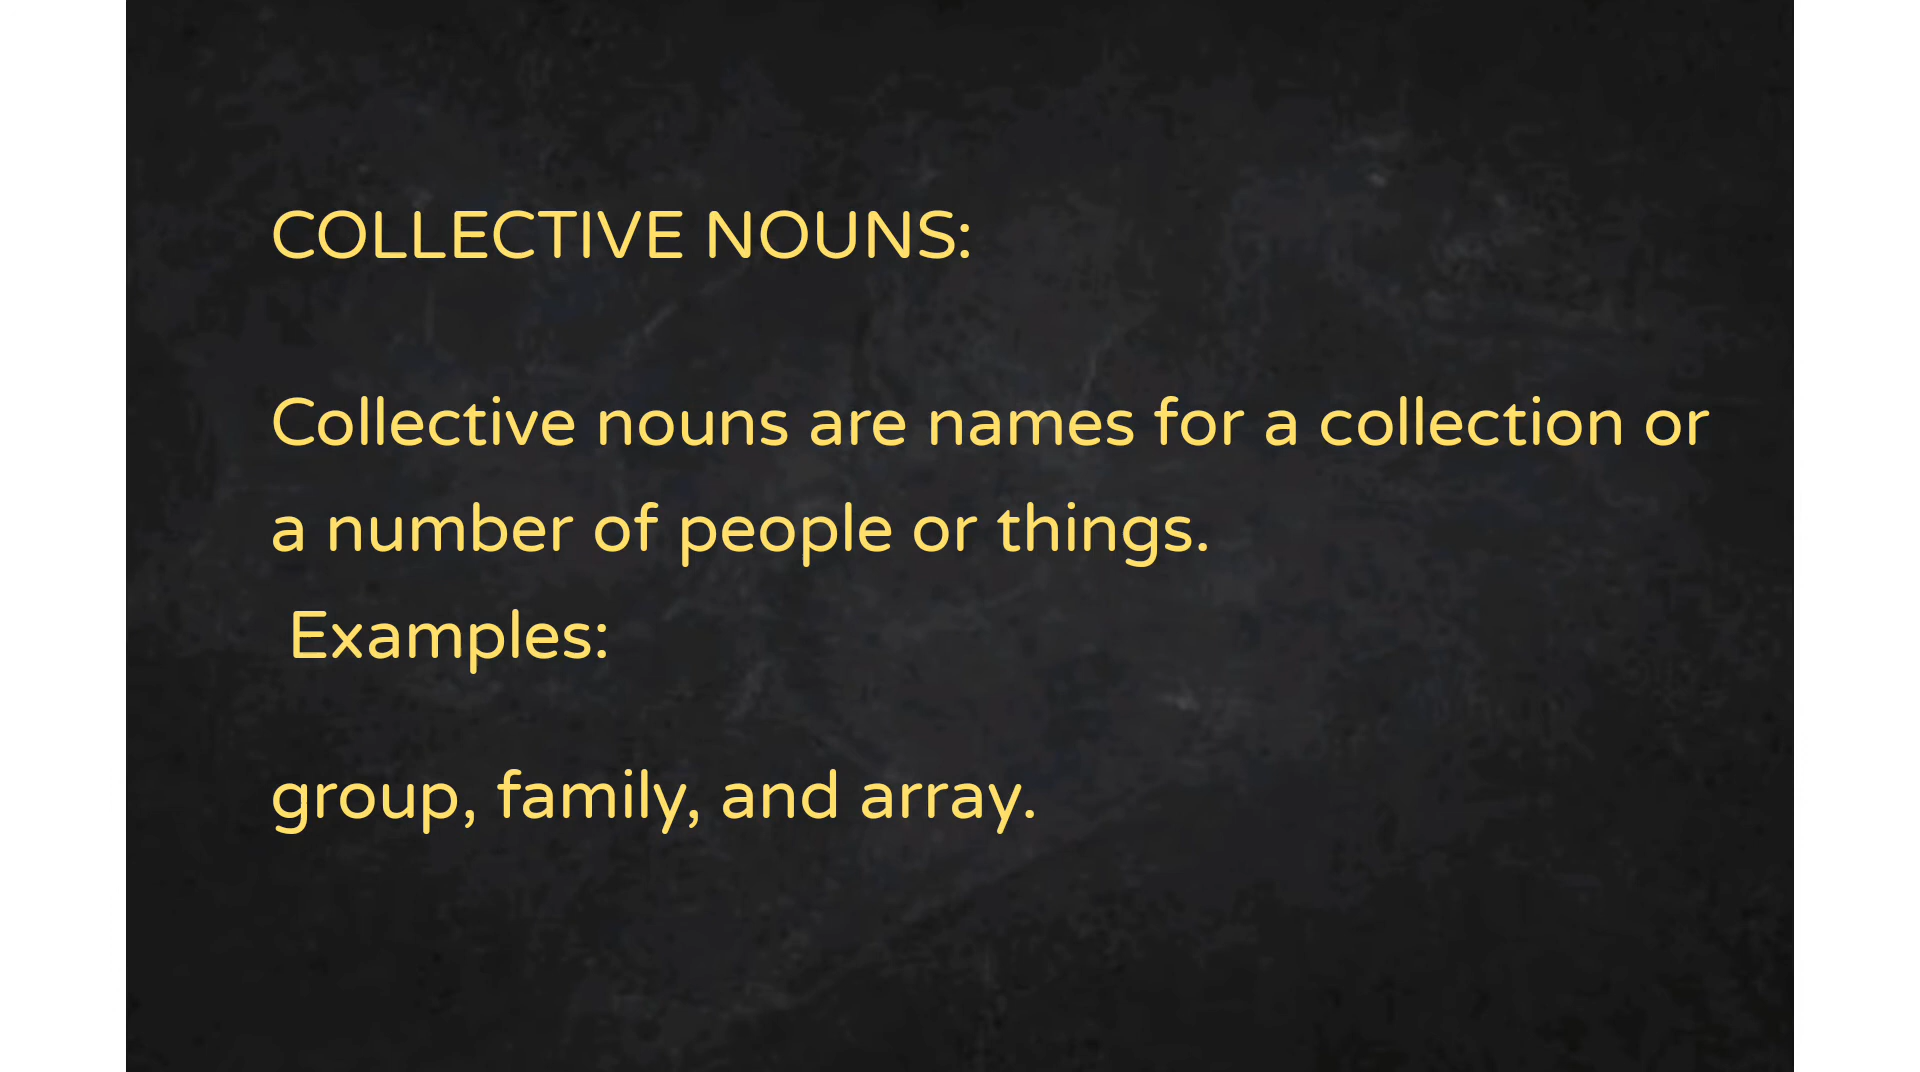 COLLECTIVE NOUNS:
Collective nouns are names for a collection or
a number of people or things.
Examples:
group, family, and array.